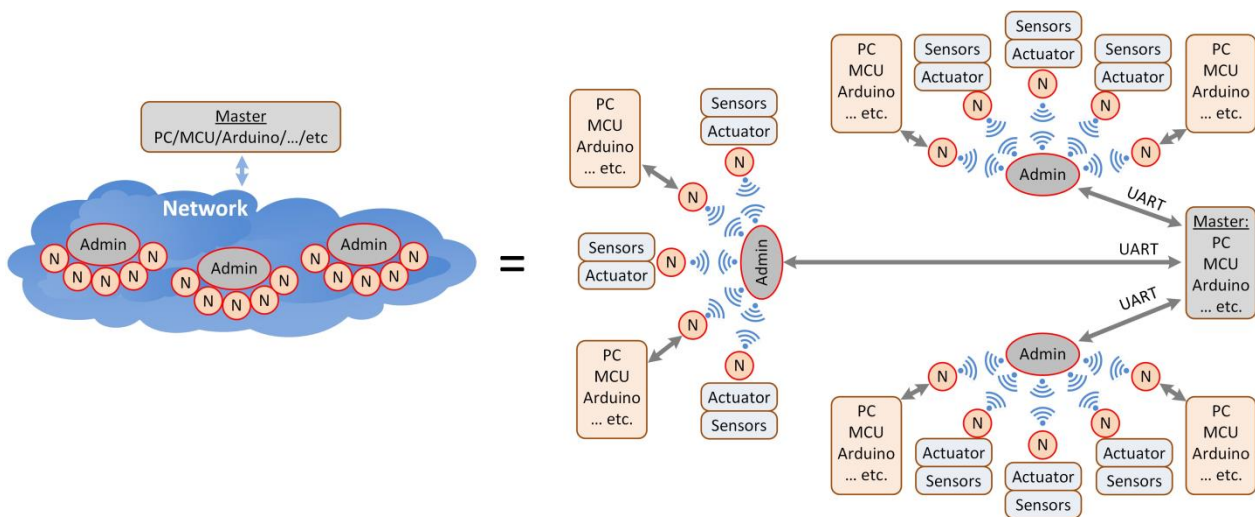 Master
PC/MCU/Arduino/.../etc
Network
Admin
N
N
N
N
N
Admin
N
N
N
N
N
Admin
N
N
N
N
N
=
PC
MCU
Arduino
... etc.
Sensors
Actuator
N
N
Sensors
Actuator
N
Admin
N
PC
MCU
Arduino
... etc.
N
Actuator
Sensors
PC
MCU
Arduino
... etc.
Sensors
Actuator
Sensors
Actuator
Sensors
Actuator
PC
MCU
Arduino
... etc.
N
N
N
N
N
Admin
UART
UART
UART
Master:
PC
MCU
Arduino
... etc.
Admin
N
N
N
N
N
PC
MCU
Arduino
... etc.
Actuator
Sensors
Actuator
Sensors
Actuator
Sensors
PC
MCU
Arduino
... etc.